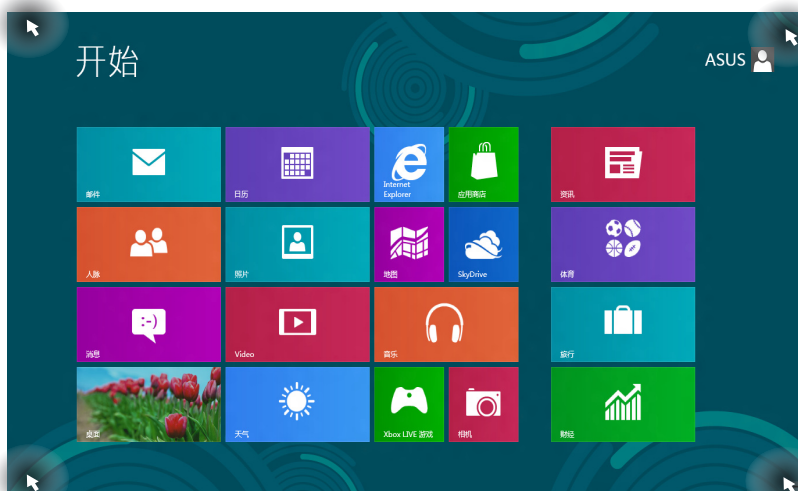 开始
ASUS
邮件
日历
Internet
Explorer
应用商店
资讯
人脉
照片
地图
SkyDrive
体育
消息
Video
音乐
旅行
桌面
天气
Xbox LIVE 游戏
相机
财经